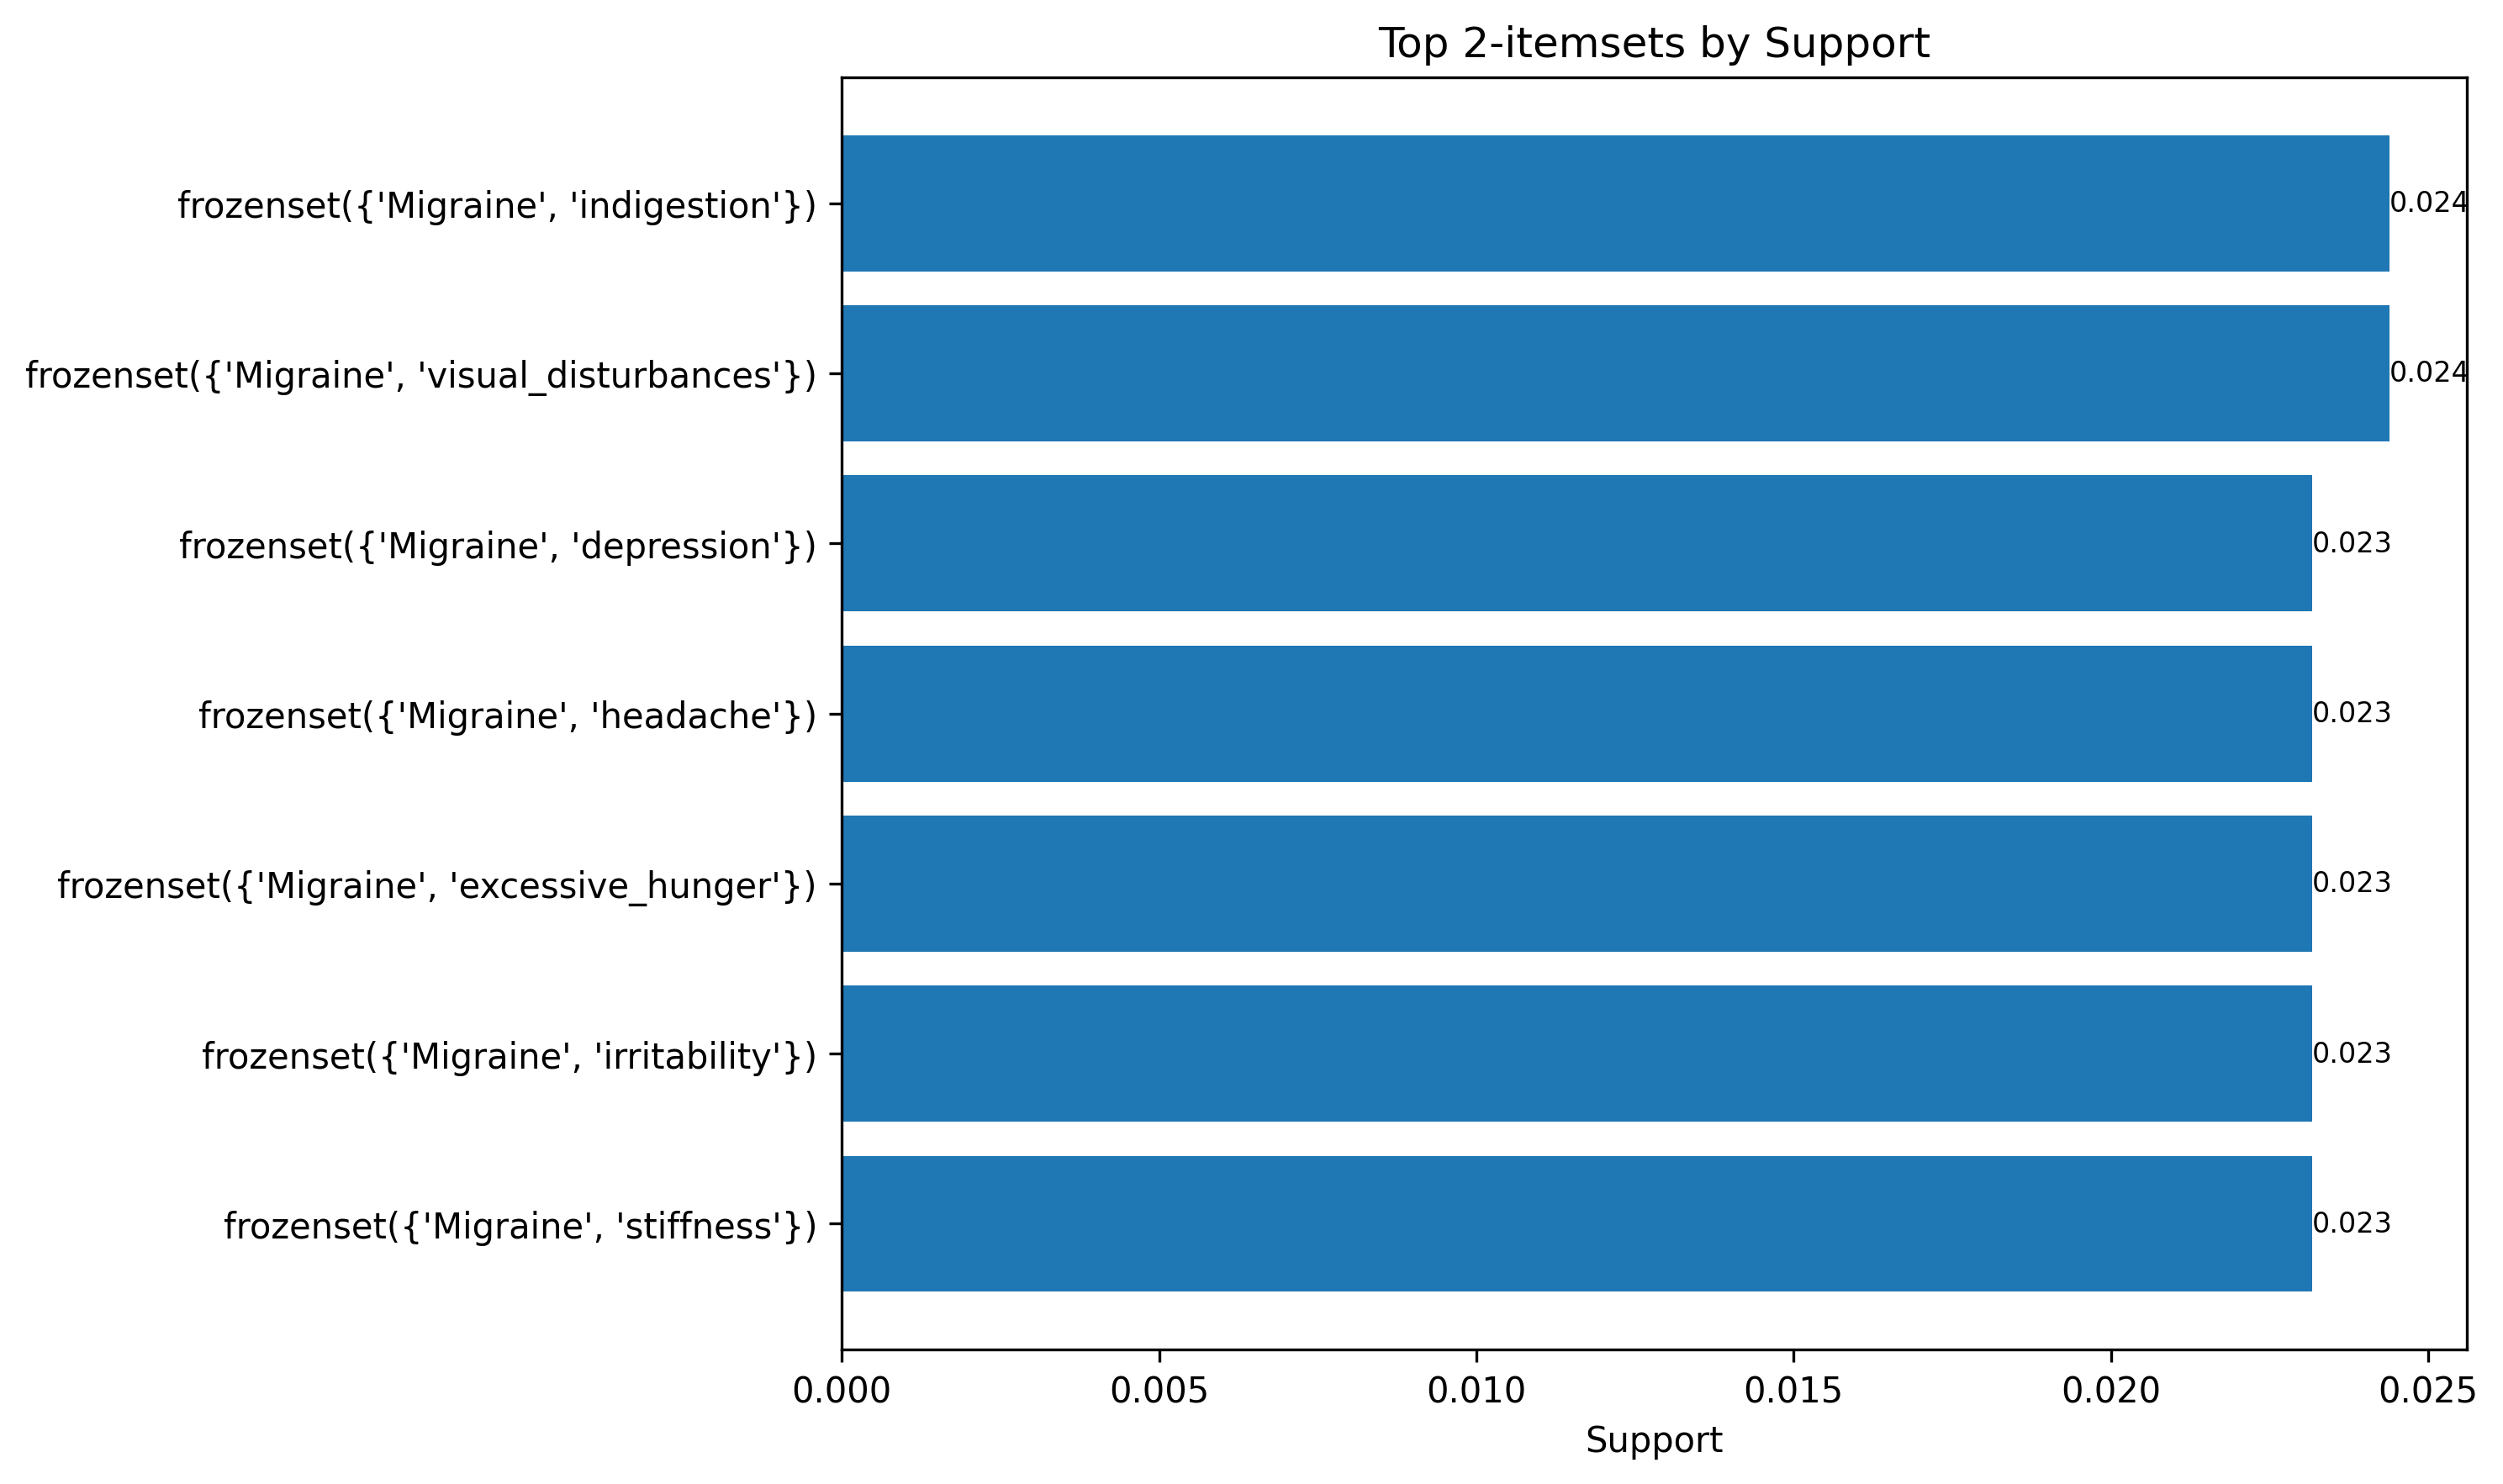 Top 2-itemsets by Support
frozenset({'Migraine', 'indigestion'})
0.024
frozenset({'Migraine', 'visual_disturbances'})
0.024
frozenset({'Migraine', 'depression'})
0.023
frozenset({'Migraine', 'headache'})
0.023
frozenset({'Migraine', 'excessive_hunger'})
0.023
frozenset({'Migraine', 'irritability'})
0.023
frozenset({'Migraine', 'stiffness'})
0.023
0.000 0.005 0.010 0.015 0.020 0.025
Support